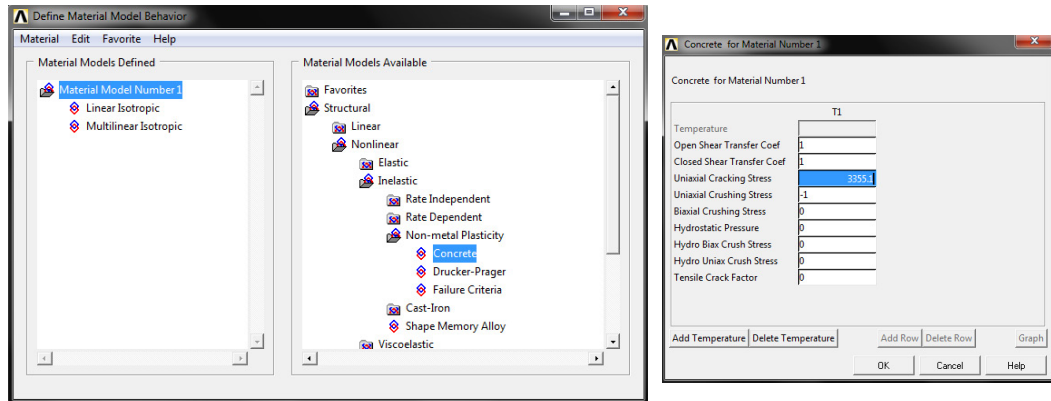 Define Material Model Behavior
Material Edit Favorite Help
Material Models Defined
Material Model Number 1
Linear Isotropic
Multilinear Isotropic
Material Models Available
Favorites
Structural
Linear
Nonlinear
Elastic
Inelastic
Rate Independent
Rate Dependent
Non-metal Plasticity
Concrete
Drucker-Prager
Failure Criteria
Cast-Iron
Shape Memory Alloy
Viscoelastic
Concrete for Material Number 1
Concrete for Material Number 1
T1
Temperature
Open Shear Transfer Coef 1
Closed Shear Transfer Coef 1
Uniaxial Cracking Stress 3355.1
Uniaxial Crushing Stress -1
Biaxial Crushing Stress 0
Hydrostatic Pressure 0
Hydro Biax Crush Stress 0
Hydro Uniax Crush Stress 0
Tensile Crack Factor 0
Add Temperature Delete Temperature Add Row Delete Row Graph
OK Cancel Help